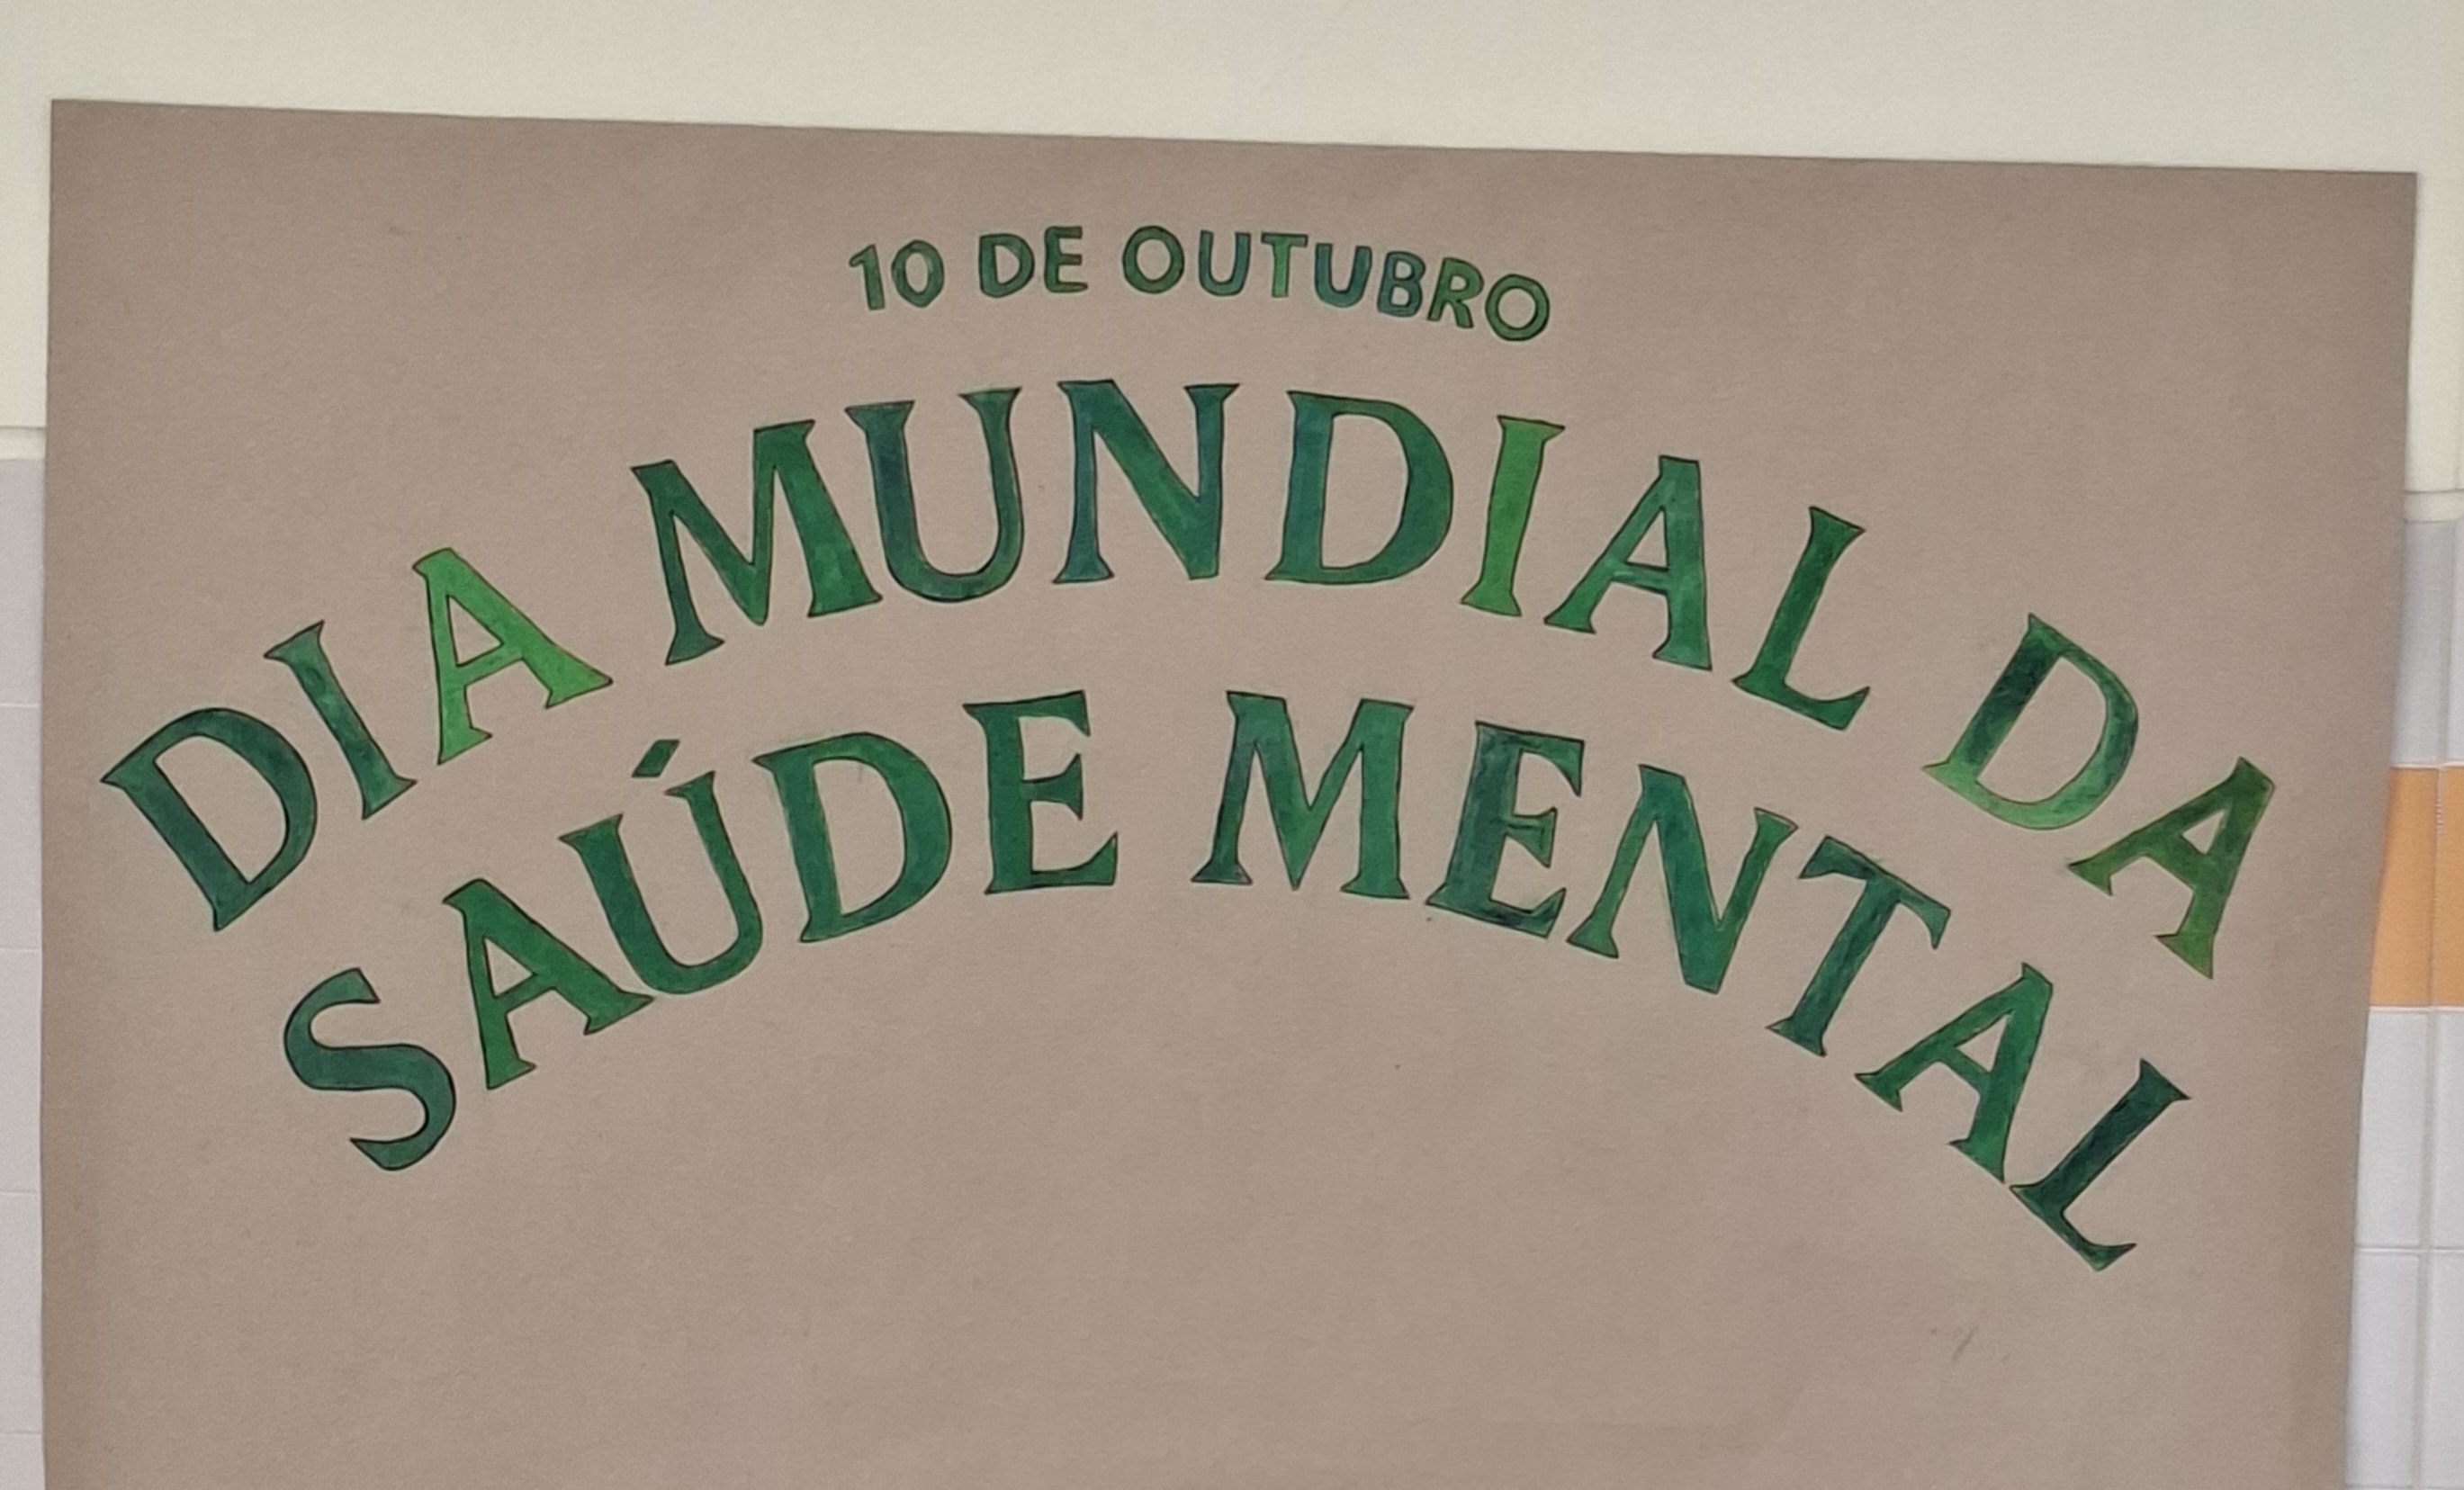 10 DE OUTUBRO
DIA MUNDIAL DA
SAÚDE MENTAL